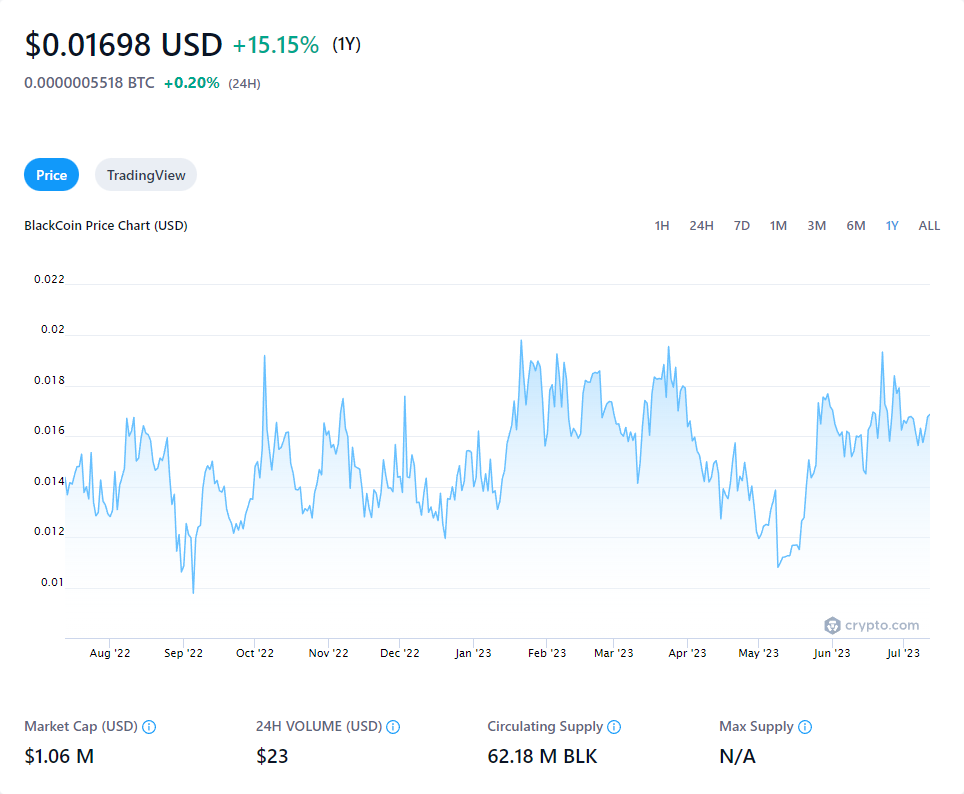 $0.01698 USD +15.15% (1Y)
0.0000005518 BTC +0.20% (24H)
Price TradingView
BlackCoin Price Chart (USD) 1H 24H 7D 1M 3M 6M 1Y ALL
0.022
0.02
0.018
0.016
0.014
0.012
0.01
crypto.com
Aug '22 Sep '22 Oct '22 Nov '22 Dec '22 Jan '23 Feb '23 Mar '23 Apr '23 May '23 Jun '23 Jul '23
Market Cap (USD) 24H VOLUME (USD) Circulating Supply Max Supply
$1.06 M $23 62.18 M BLK N/A